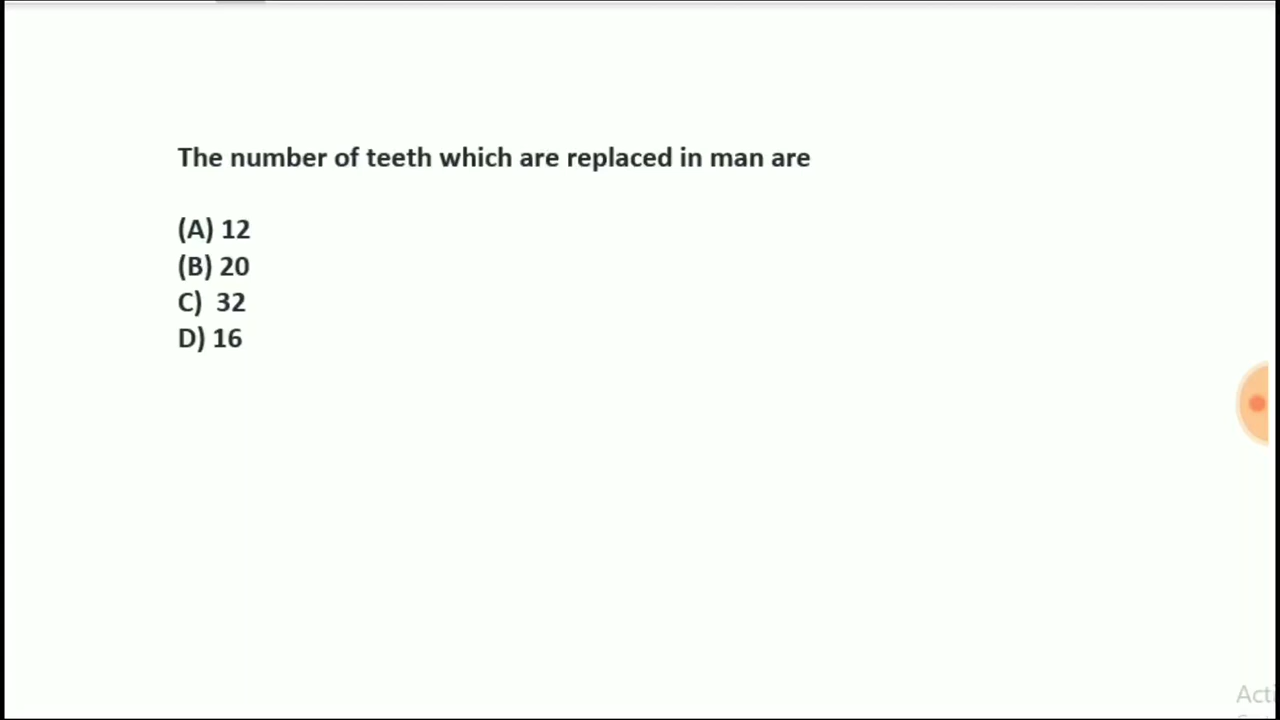 The number of teeth which are replaced in man are
(A) 12
(B) 20
C) 32
D) 16